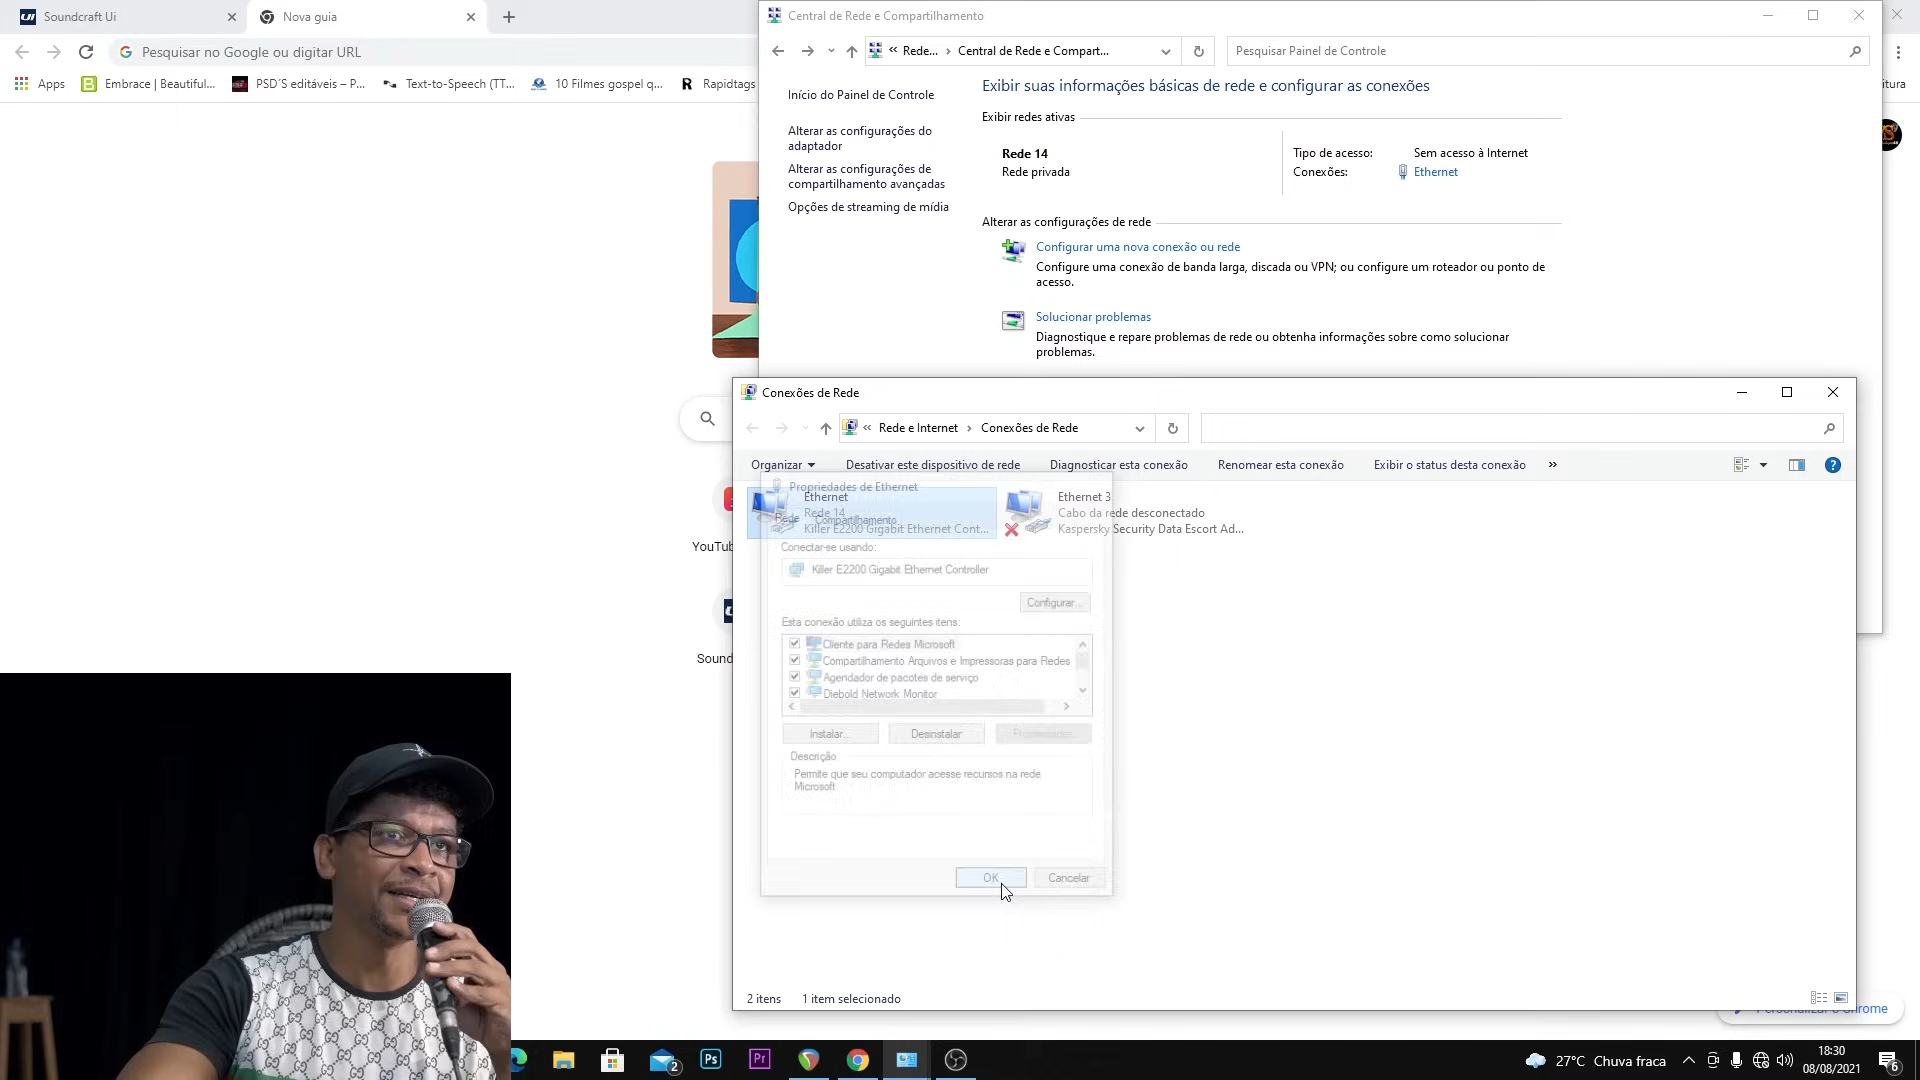 Soundcraft Ui
Nova guia
Pesquisar no Google ou digitar URL
Apps
Embrace | Beautiful...
PSD´S editáveis – P...
Text-to-Speech (TT...
10 Filmes gospel q...
Rapidtags
itura
YouTub
Sound
Personalizar o Chrome
Central de Rede e Compartilhamento
« Rede... › Central de Rede e Compart...
Pesquisar Painel de Controle
Início do Painel de Controle
Alterar as configurações do
adaptador
Alterar as configurações de
compartilhamento avançadas
Opções de streaming de mídia
Exibir suas informações básicas de rede e configurar as conexões
Exibir redes ativas
Rede 14
Rede privada
Tipo de acesso: Sem acesso à Internet
Conexões: Ethernet
Alterar as configurações de rede
Configurar uma nova conexão ou rede
Configure uma conexão de banda larga, discada ou VPN; ou configure um roteador ou ponto de
acesso.
Solucionar problemas
Diagnostique e repare problemas de rede ou obtenha informações sobre como solucionar
problemas.
Conexões de Rede
« Rede e Internet › Conexões de Rede
Organizar
Desativar este dispositivo de rede
Diagnosticar esta conexão
Renomear esta conexão
Exibir o status desta conexão
»
Ethernet
Rede 14
Killer E2200 Gigabit Ethernet Cont...
Ethernet 3
Cabo da rede desconectado
Kaspersky Security Data Escort Ad...
Propriedades de Ethernet
Rede Compartilhamento
Conectar-se usando:
Killer E2200 Gigabit Ethernet Controller
Configurar...
Esta conexão utiliza os seguintes itens:
Cliente para Redes Microsoft
Compartilhamento Arquivos e Impressoras para Redes
Agendador de pacotes de serviço
Diebold Network Monitor
Instalar...
Desinstalar
Propriedades
Descrição
Permite que seu computador acesse recursos na rede
Microsoft.
OK
Cancelar
2 itens
1 item selecionado
2
Ps
Pr
27°C Chuva fraca
18:30
08/08/2021
6